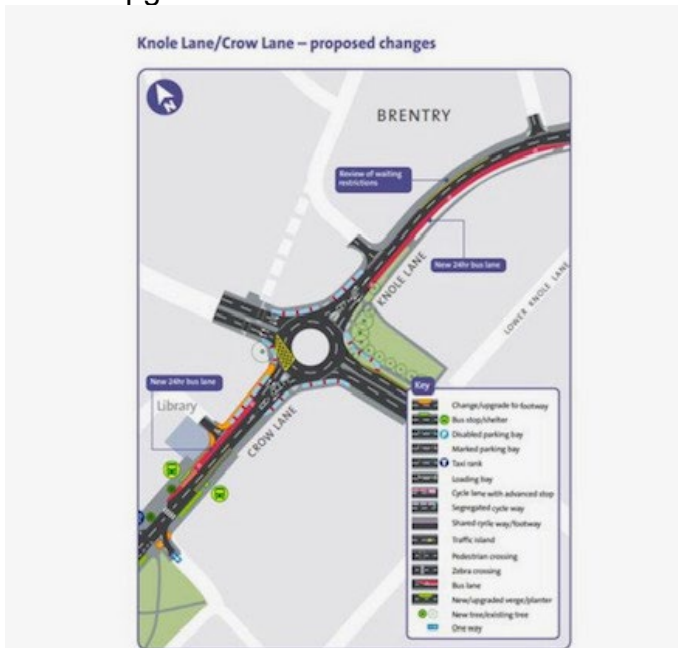 Knole Lane/Crow Lane – proposed changes
N
BRENTRY
Review of waiting
restrictions
New 24hr bus lane
KNOLE LANE
LOWER KNOLE LANE
New 24hr bus lane
Library
CROW LANE
Key
Change/upgrade to footway
Bus stop/shelter
Disabled parking bay
Marked parking bay
Taxi rank
Loading bay
Cycle lane with advanced stop
Segregated cycle way
Shared cycle way/footway
Traffic island
Pedestrian crossing
Zebra crossing
Bus lane
New/upgraded verge/planter
New tree/existing tree
One way